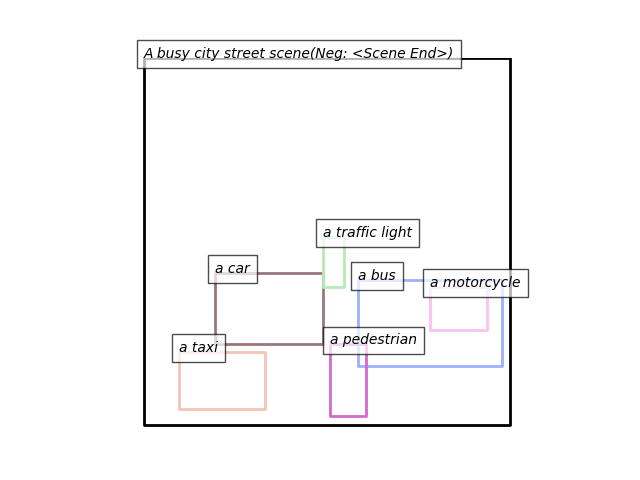 A busy city street scene(Neg: <Scene End>)
a traffic light
a car
a bus
a motorcycle
a pedestrian
a taxi